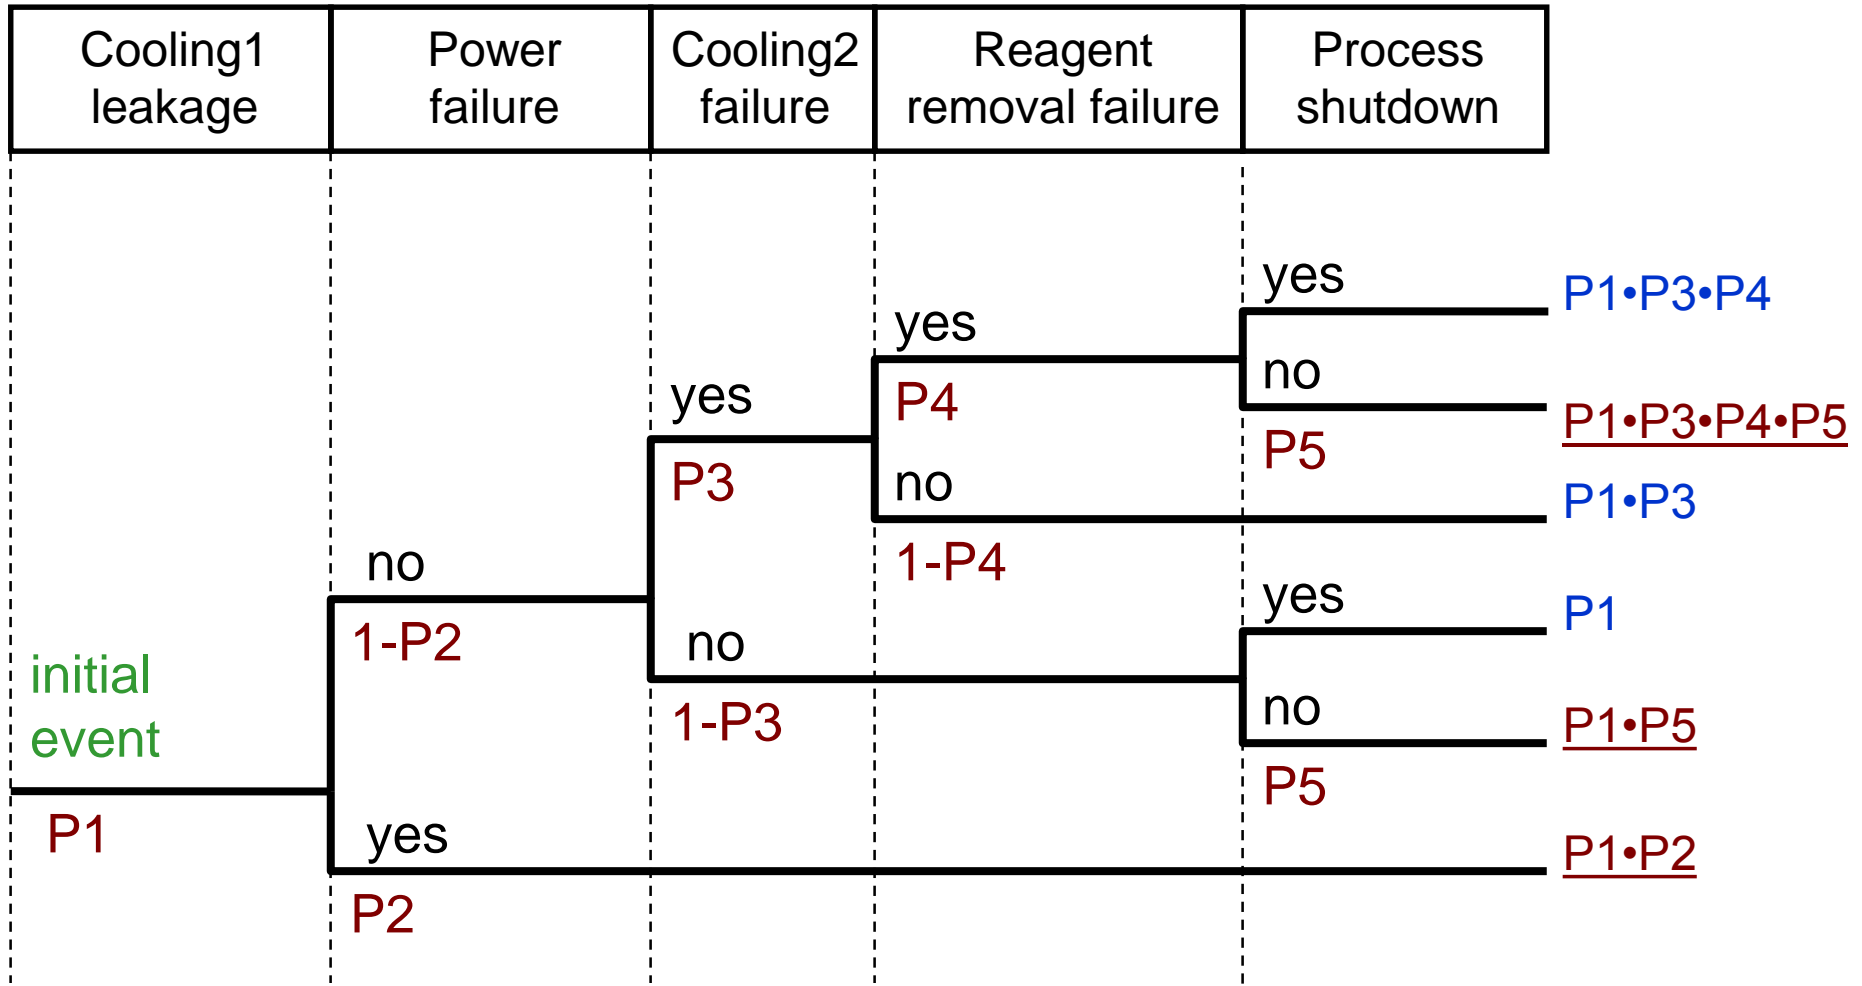 Cooling1
leakage
Power
failure
Cooling2
failure
Reagent
removal failure
Process
shutdown
yes
P1•P3•P4
yes
no
P4
P1•P3•P4•P5
yes
P5
P3
no
P1•P3
no
1-P4
yes
P1
1-P2
no
initial
event
1-P3
no
P1•P5
P5
P1
yes
P1•P2
P2